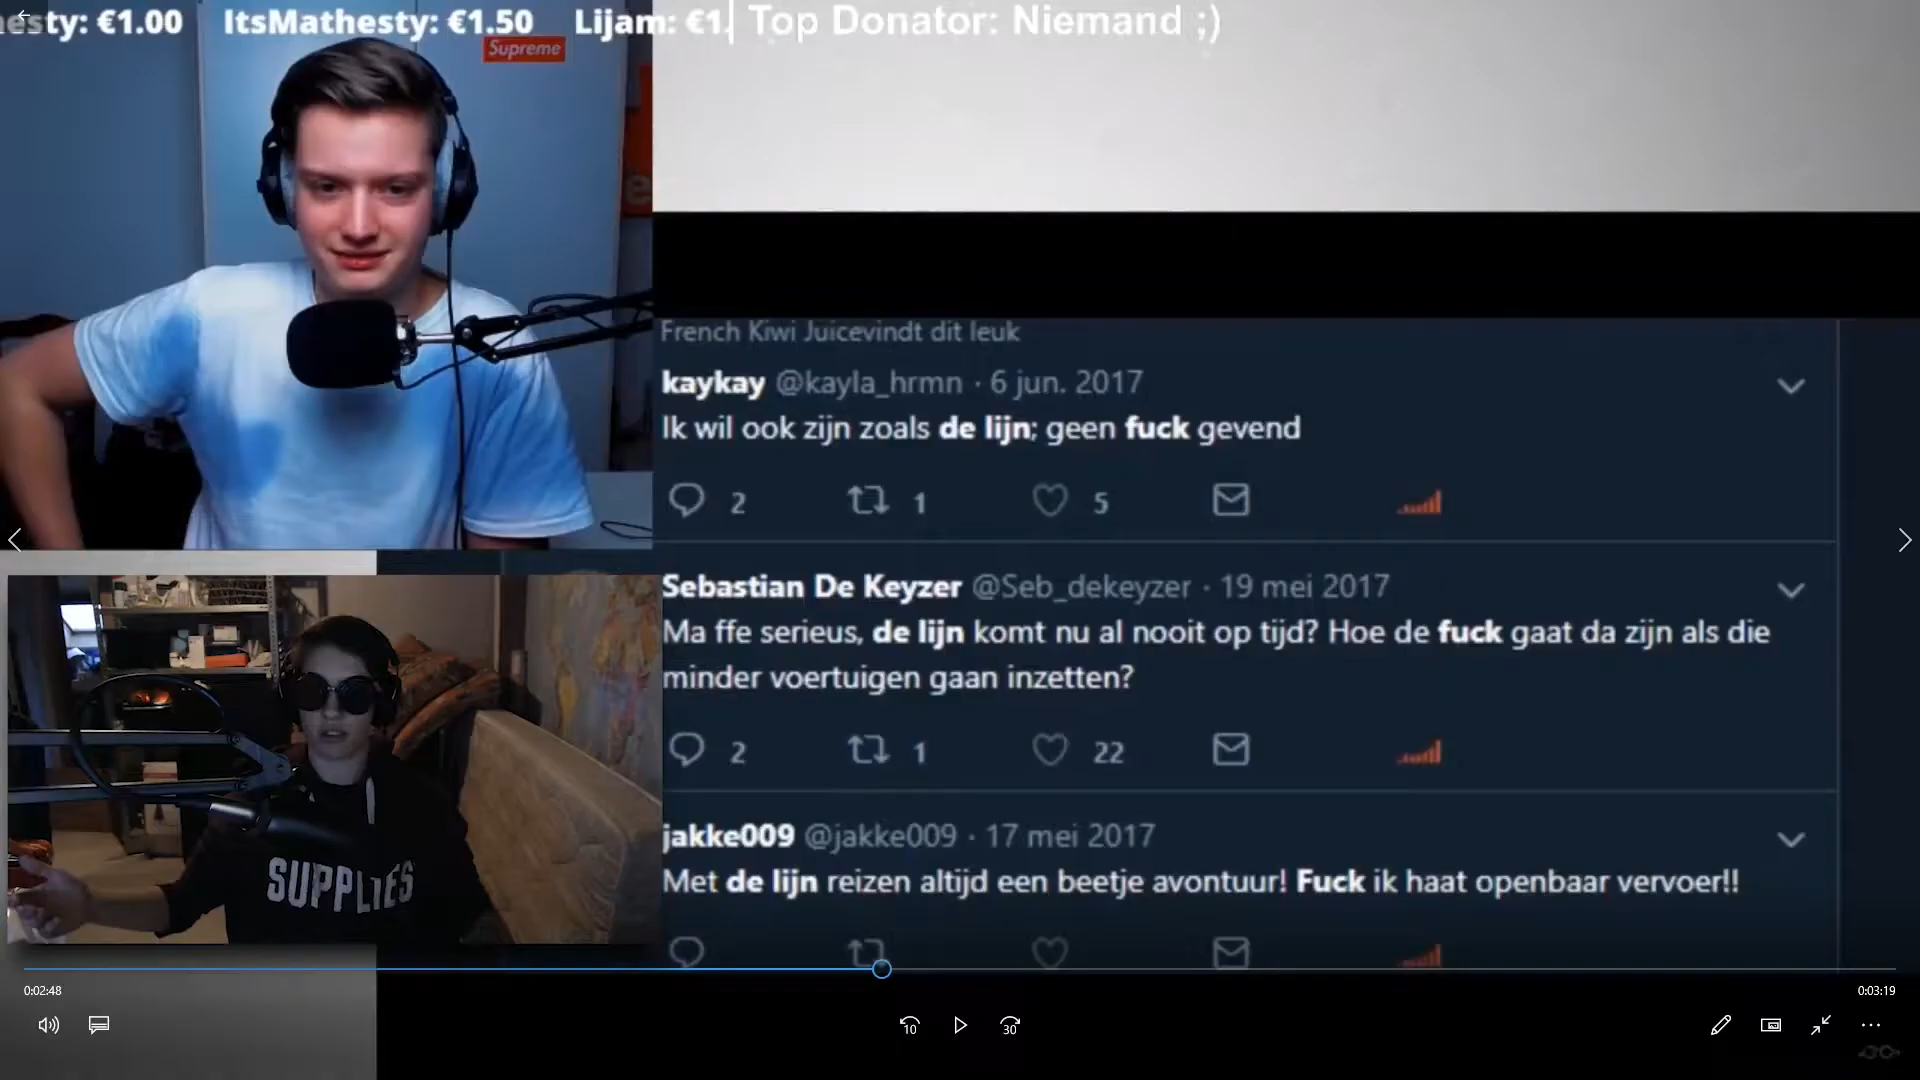 esty: €1.00 ItsMathesty: €1.50 Lijam: €1. Top Donator: Niemand ;)
Supreme
French Kiwi Juicevindt dit leuk
kaykay @kayla_hrmn · 6 jun. 2017
Ik wil ook zijn zoals de lijn; geen fuck gevend
2 1 5
Sebastian De Keyzer @Seb_dekeyzer · 19 mei 2017
Ma ffe serieus, de lijn komt nu al nooit op tijd? Hoe de fuck gaat da zijn als die
minder voertuigen gaan inzetten?
2 1 22
jakke009 @jakke009 · 17 mei 2017
Met de lijn reizen altijd een beetje avontuur! Fuck ik haat openbaar vervoer!!
SUPPLIES
0:02:48 0:03:19
10 30